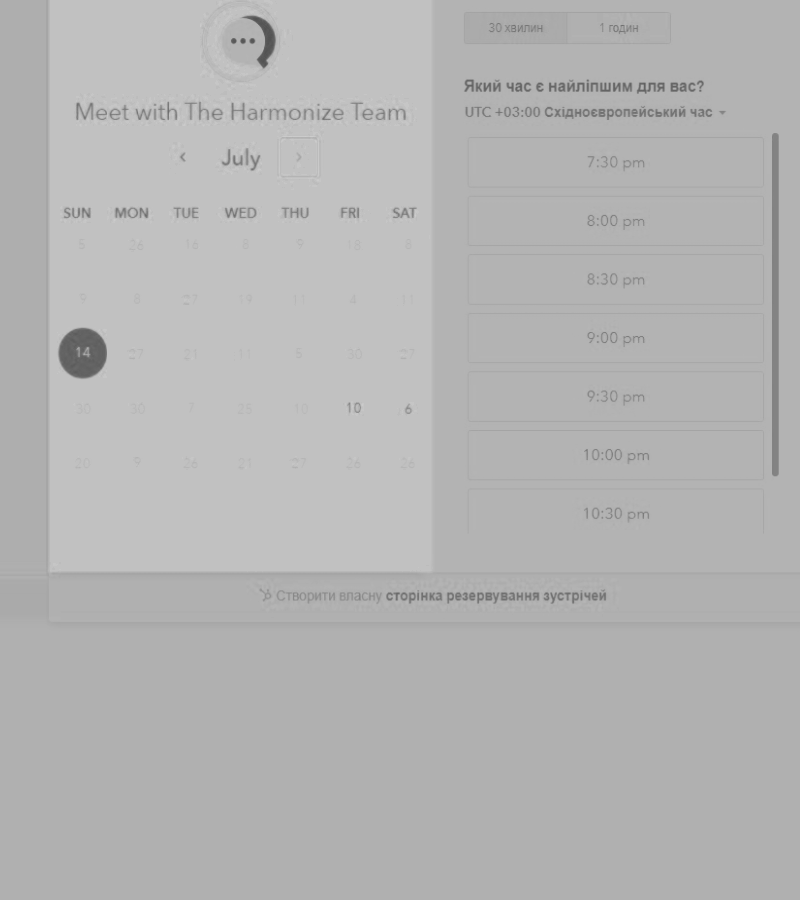 Meet with The Harmonize Team
July
SUN MON TUE WED THU FRI SAT
5 26 16 8 9 18 8
9 8 27 19 11 4 11
14 27 21 11 5 30 27
30 30 7 25 10 10 6
20 9 26 21 27 26 26
30 хвилин 1 годин
Який час є найліпшим для вас?
UTC +03:00 Східноєвропейський час
7:30 pm
8:00 pm
8:30 pm
9:00 pm
9:30 pm
10:00 pm
10:30 pm
Створити власну сторінка резервування зустрічей